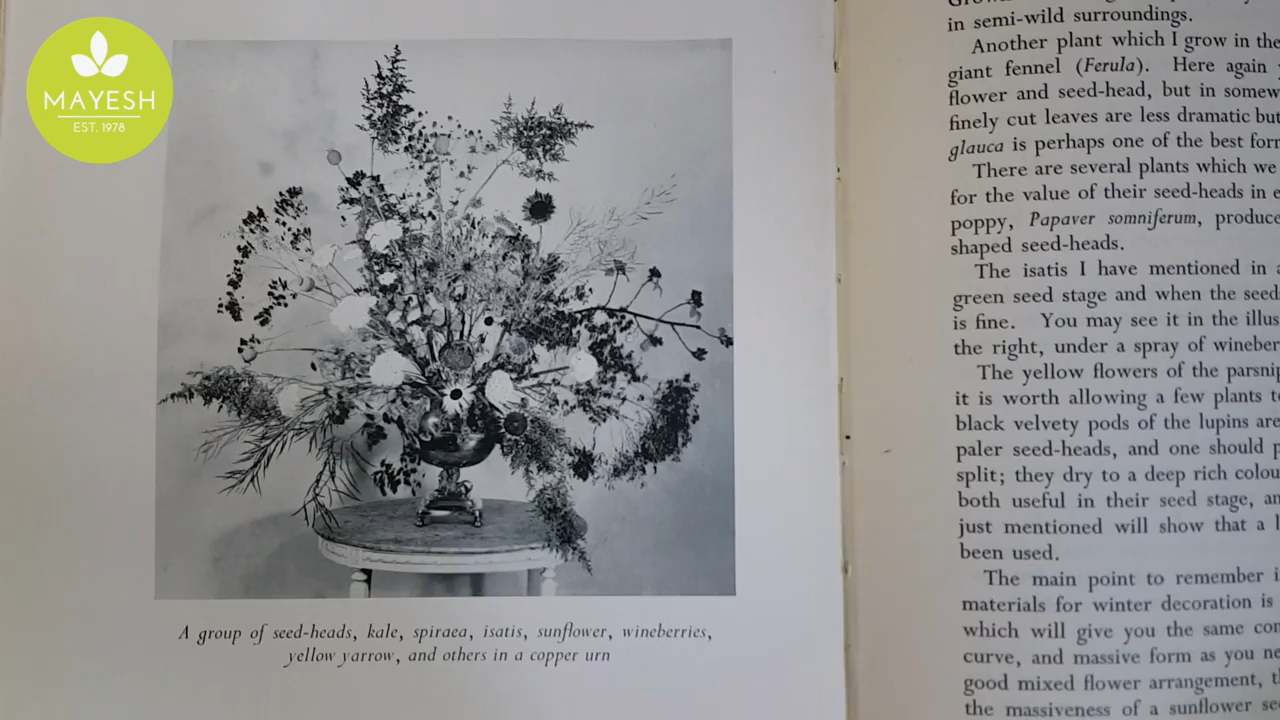 MAYESH
EST. 1978
A group of seed-heads, kale, spiraea, isatis, sunflower, wineberries,
yellow yarrow, and others in a copper urn
in semi-wild surroundings.
Another plant which I grow in the
giant fennel (Ferula). Here again
flower and seed-head, but in somew
finely cut leaves are less dramatic but
glauca is perhaps one of the best for
There are several plants which we
for the value of their seed-heads in
poppy, Papaver somniferum, produce
shaped seed-heads.
The isatis I have mentioned in
green seed stage and when the seed
is fine. You may see it in the illus
the right, under a spray of wineber
The yellow flowers of the parsnip
it is worth allowing a few plants t
black velvety pods of the lupins are
paler seed-heads, and one should p
split; they dry to a deep rich colou
both useful in their seed stage, an
just mentioned will show that a
been used.
The main point to remember i
materials for winter decoration is
which will give you the same con
curve, and massive form as you ne
good mixed flower arrangement, t
the massiveness of a sunflower se